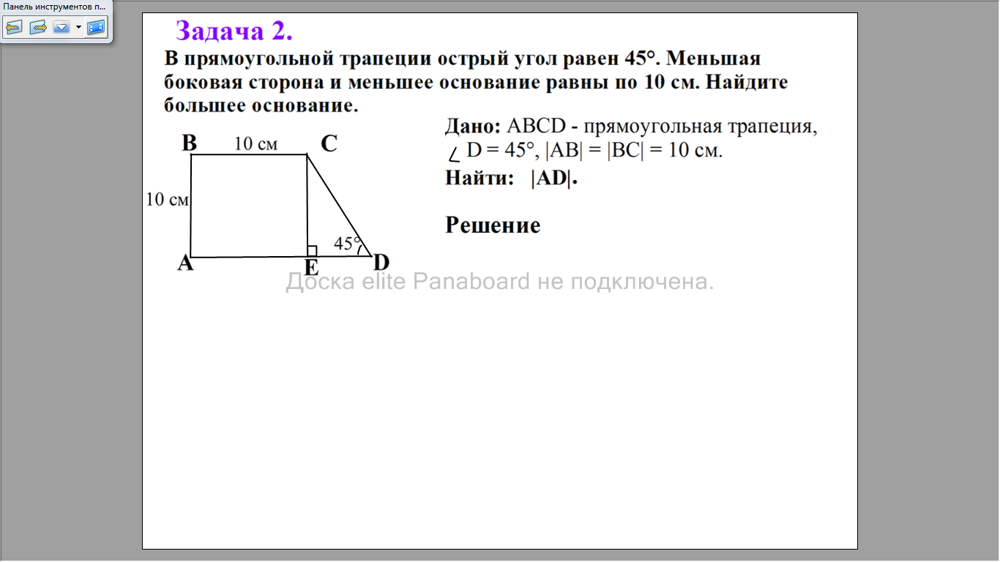 Панель инструментов п...
Задача 2.
В прямоугольной трапеции острый угол равен 45°. Меньшая
боковая сторона и меньшее основание равны по 10 см. Найдите
большее основание.
Дано: ABCD - прямоугольная трапеция,
∠ D = 45°, |AB| = |BC| = 10 см.
Найти: |AD|.
Решение
B 10 см C
10 см
45°
A E D
Доска elite Panaboard не подключена.